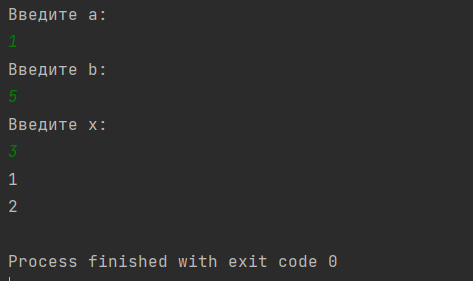 Введите a:
1
Введите b:
5
Введите x:
3
1
2
Process finished with exit code 0